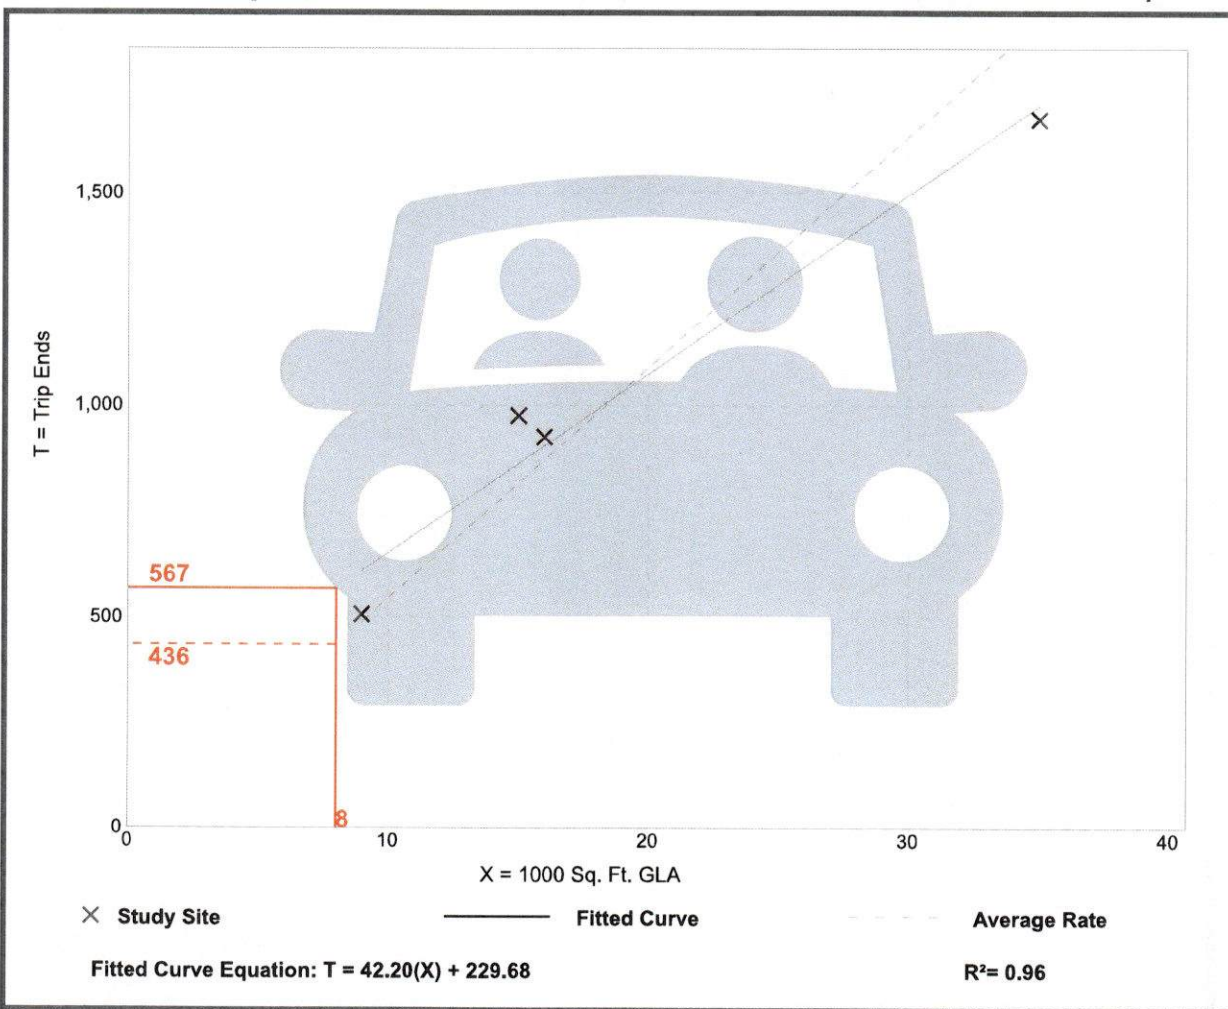 T = Trip Ends
1,500
1,000
500
0
567
436
8
0
10
20
30
40
X = 1000 Sq. Ft. GLA
Study Site
Fitted Curve
Average Rate
Fitted Curve Equation: T = 42.20(X) + 229.68
R²= 0.96